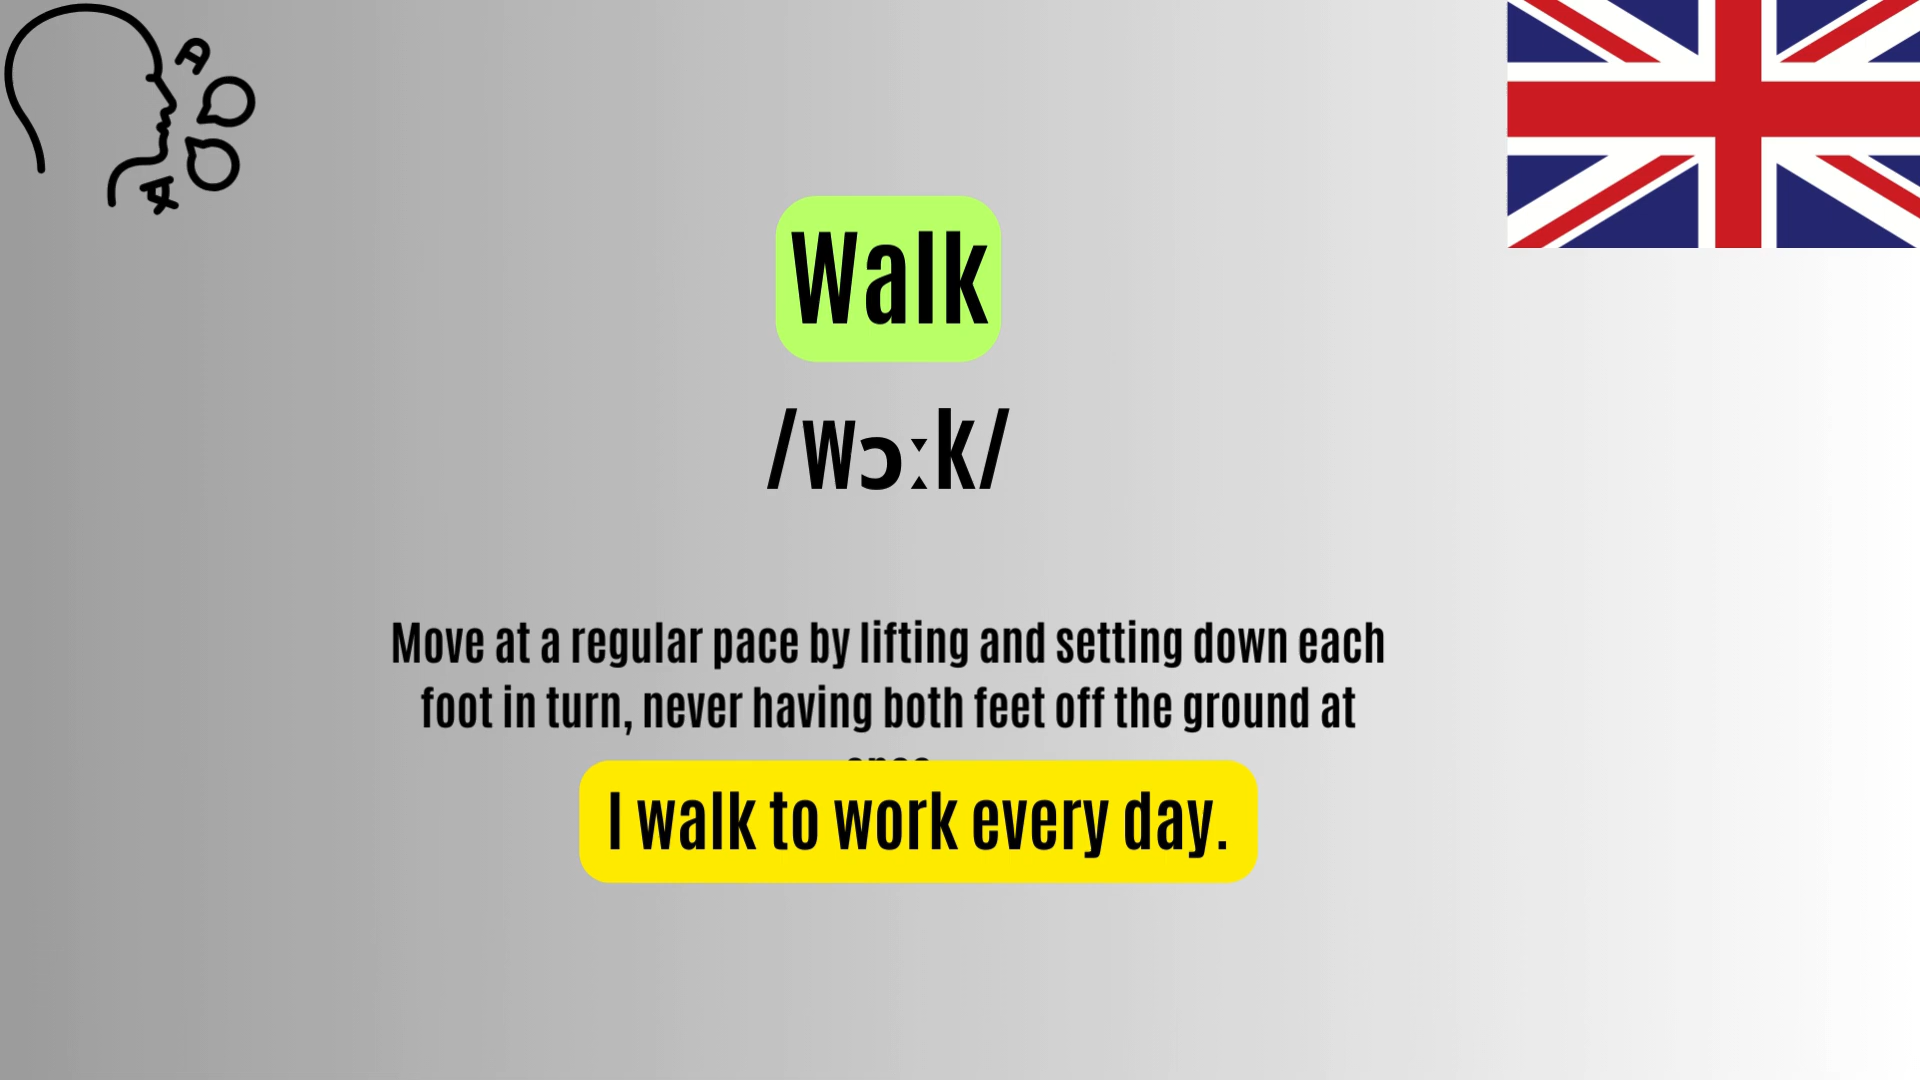 Walk
/wɔːk/
Move at a regular pace by lifting and setting down each
foot in turn, never having both feet off the ground at
I walk to work every day.